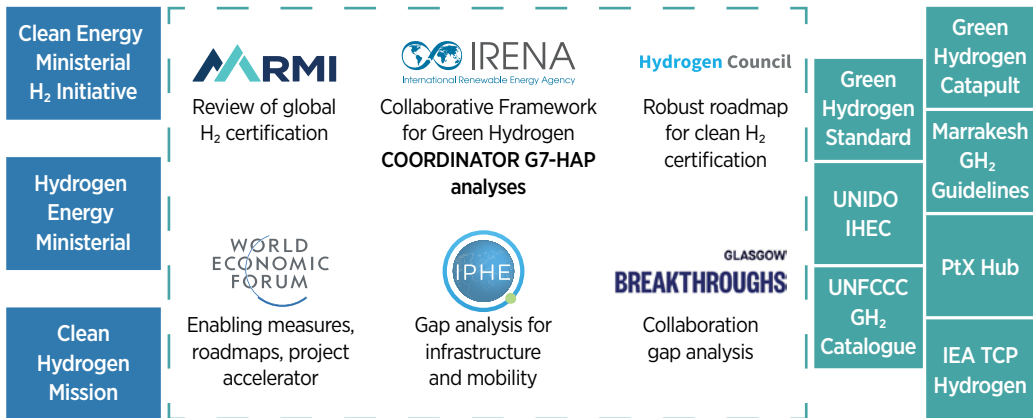 Clean Energy
Ministerial
H₂ Initiative
Hydrogen
Energy
Ministerial
Clean
Hydrogen
Mission
RMI
Review of global
H₂ certification
IRENA
International Renewable Energy Agency
Collaborative Framework
for Green Hydrogen
COORDINATOR G7-HAP
analyses
Hydrogen Council
Robust roadmap
for clean H₂
certification
WORLD
ECONOMIC
FORUM
Enabling measures,
roadmaps, project
accelerator
IPHE
Gap analysis for
infrastructure
and mobility
GLASGOW
BREAKTHROUGHS
Collaboration
gap analysis
Green
Hydrogen
Standard
UNIDO
IHEC
UNFCCC
GH₂
Catalogue
Green
Hydrogen
Catapult
Marrakesh
GH₂
Guidelines
PtX Hub
IEA TCP
Hydrogen